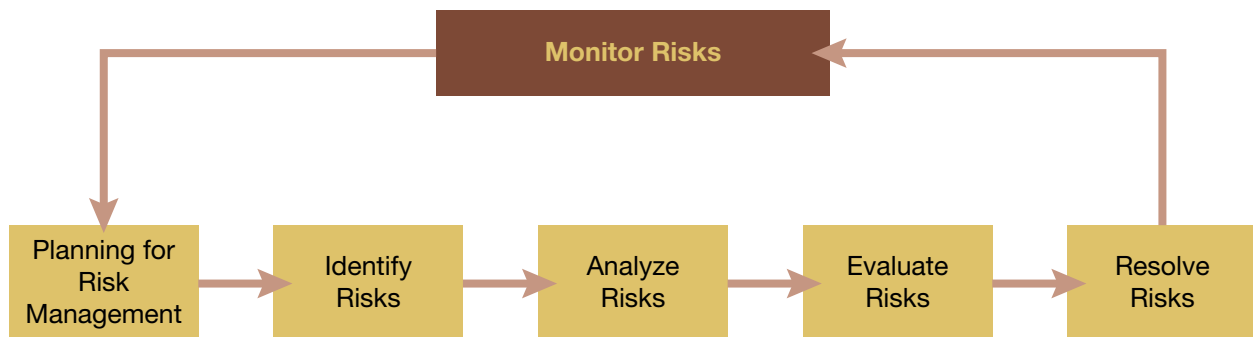 Monitor Risks
Planning for
Risk
Management
Identify
Risks
Analyze
Risks
Evaluate
Risks
Resolve
Risks